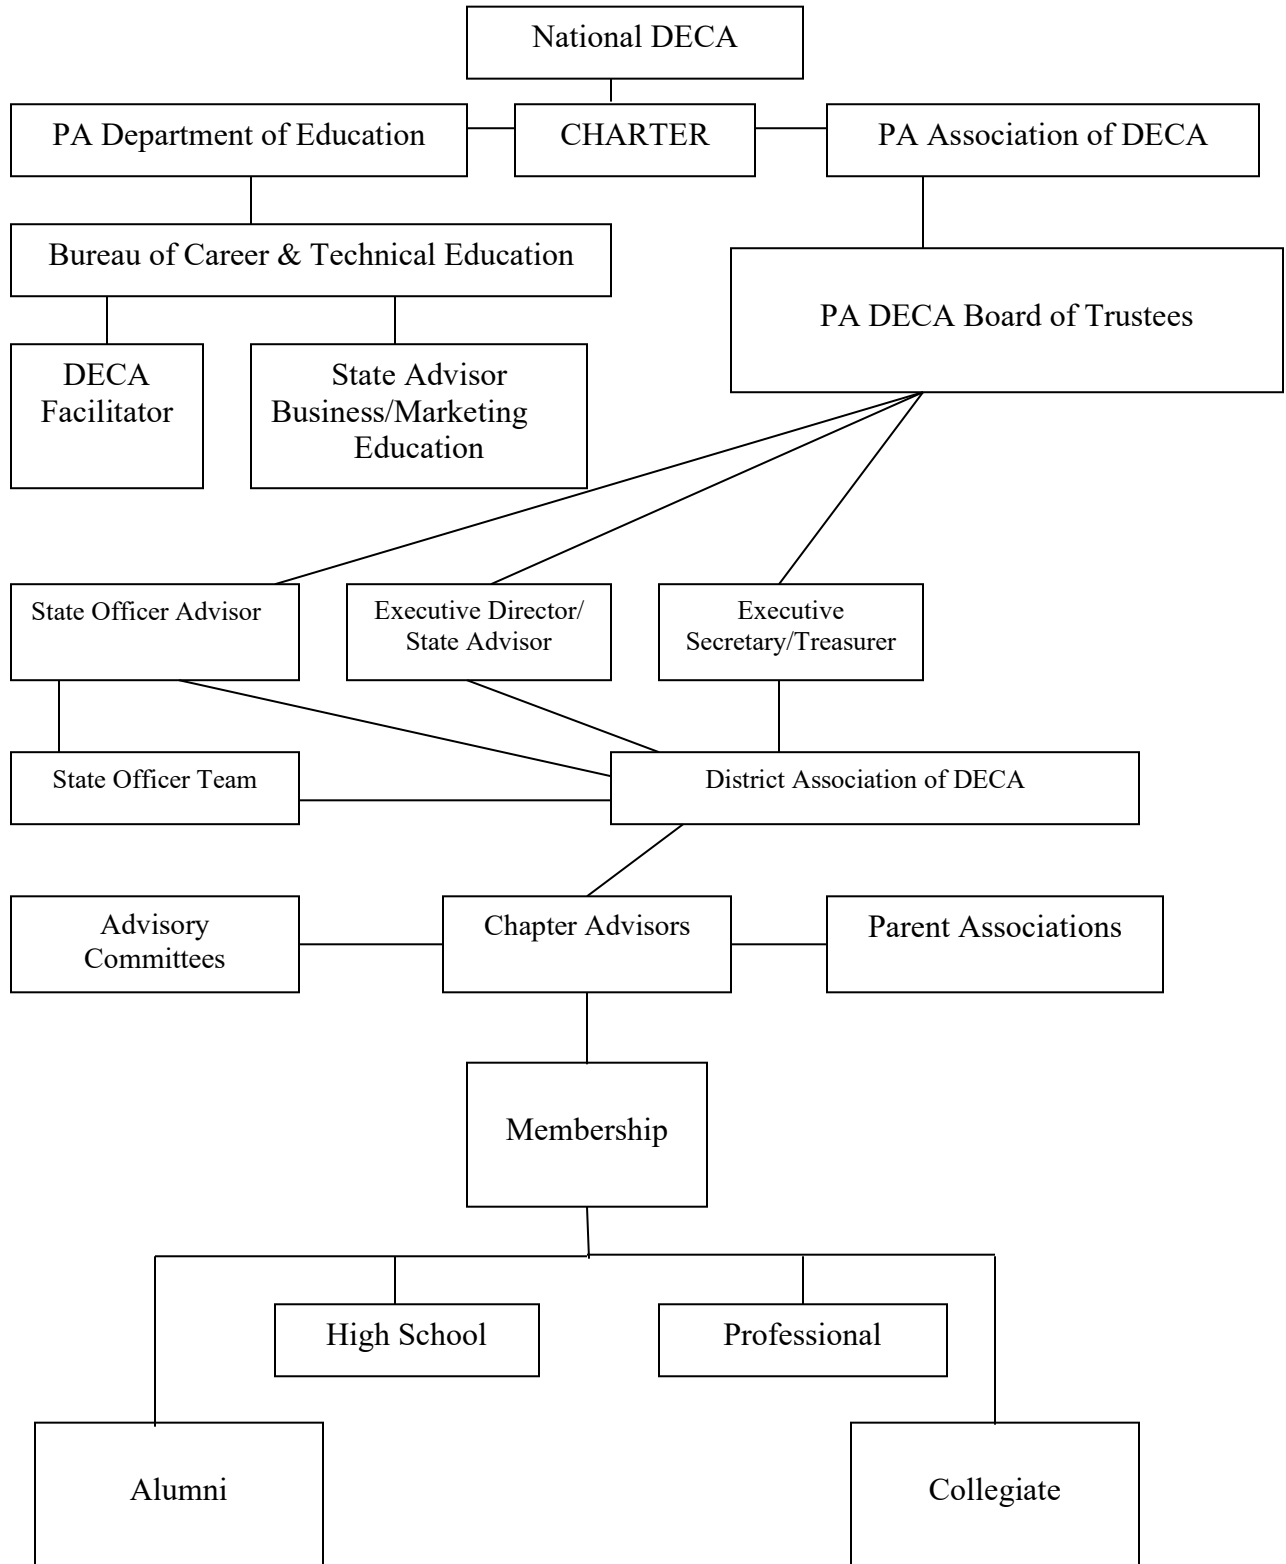 National DECA
PA Department of Education
CHARTER
PA Association of DECA
Bureau of Career & Technical Education
PA DECA Board of Trustees
DECA
Facilitator
State Advisor
Business/Marketing
Education
State Officer Advisor
Executive Director/
State Advisor
Executive
Secretary/Treasurer
State Officer Team
District Association of DECA
Advisory
Committees
Chapter Advisors
Parent Associations
Membership
High School
Professional
Alumni
Collegiate